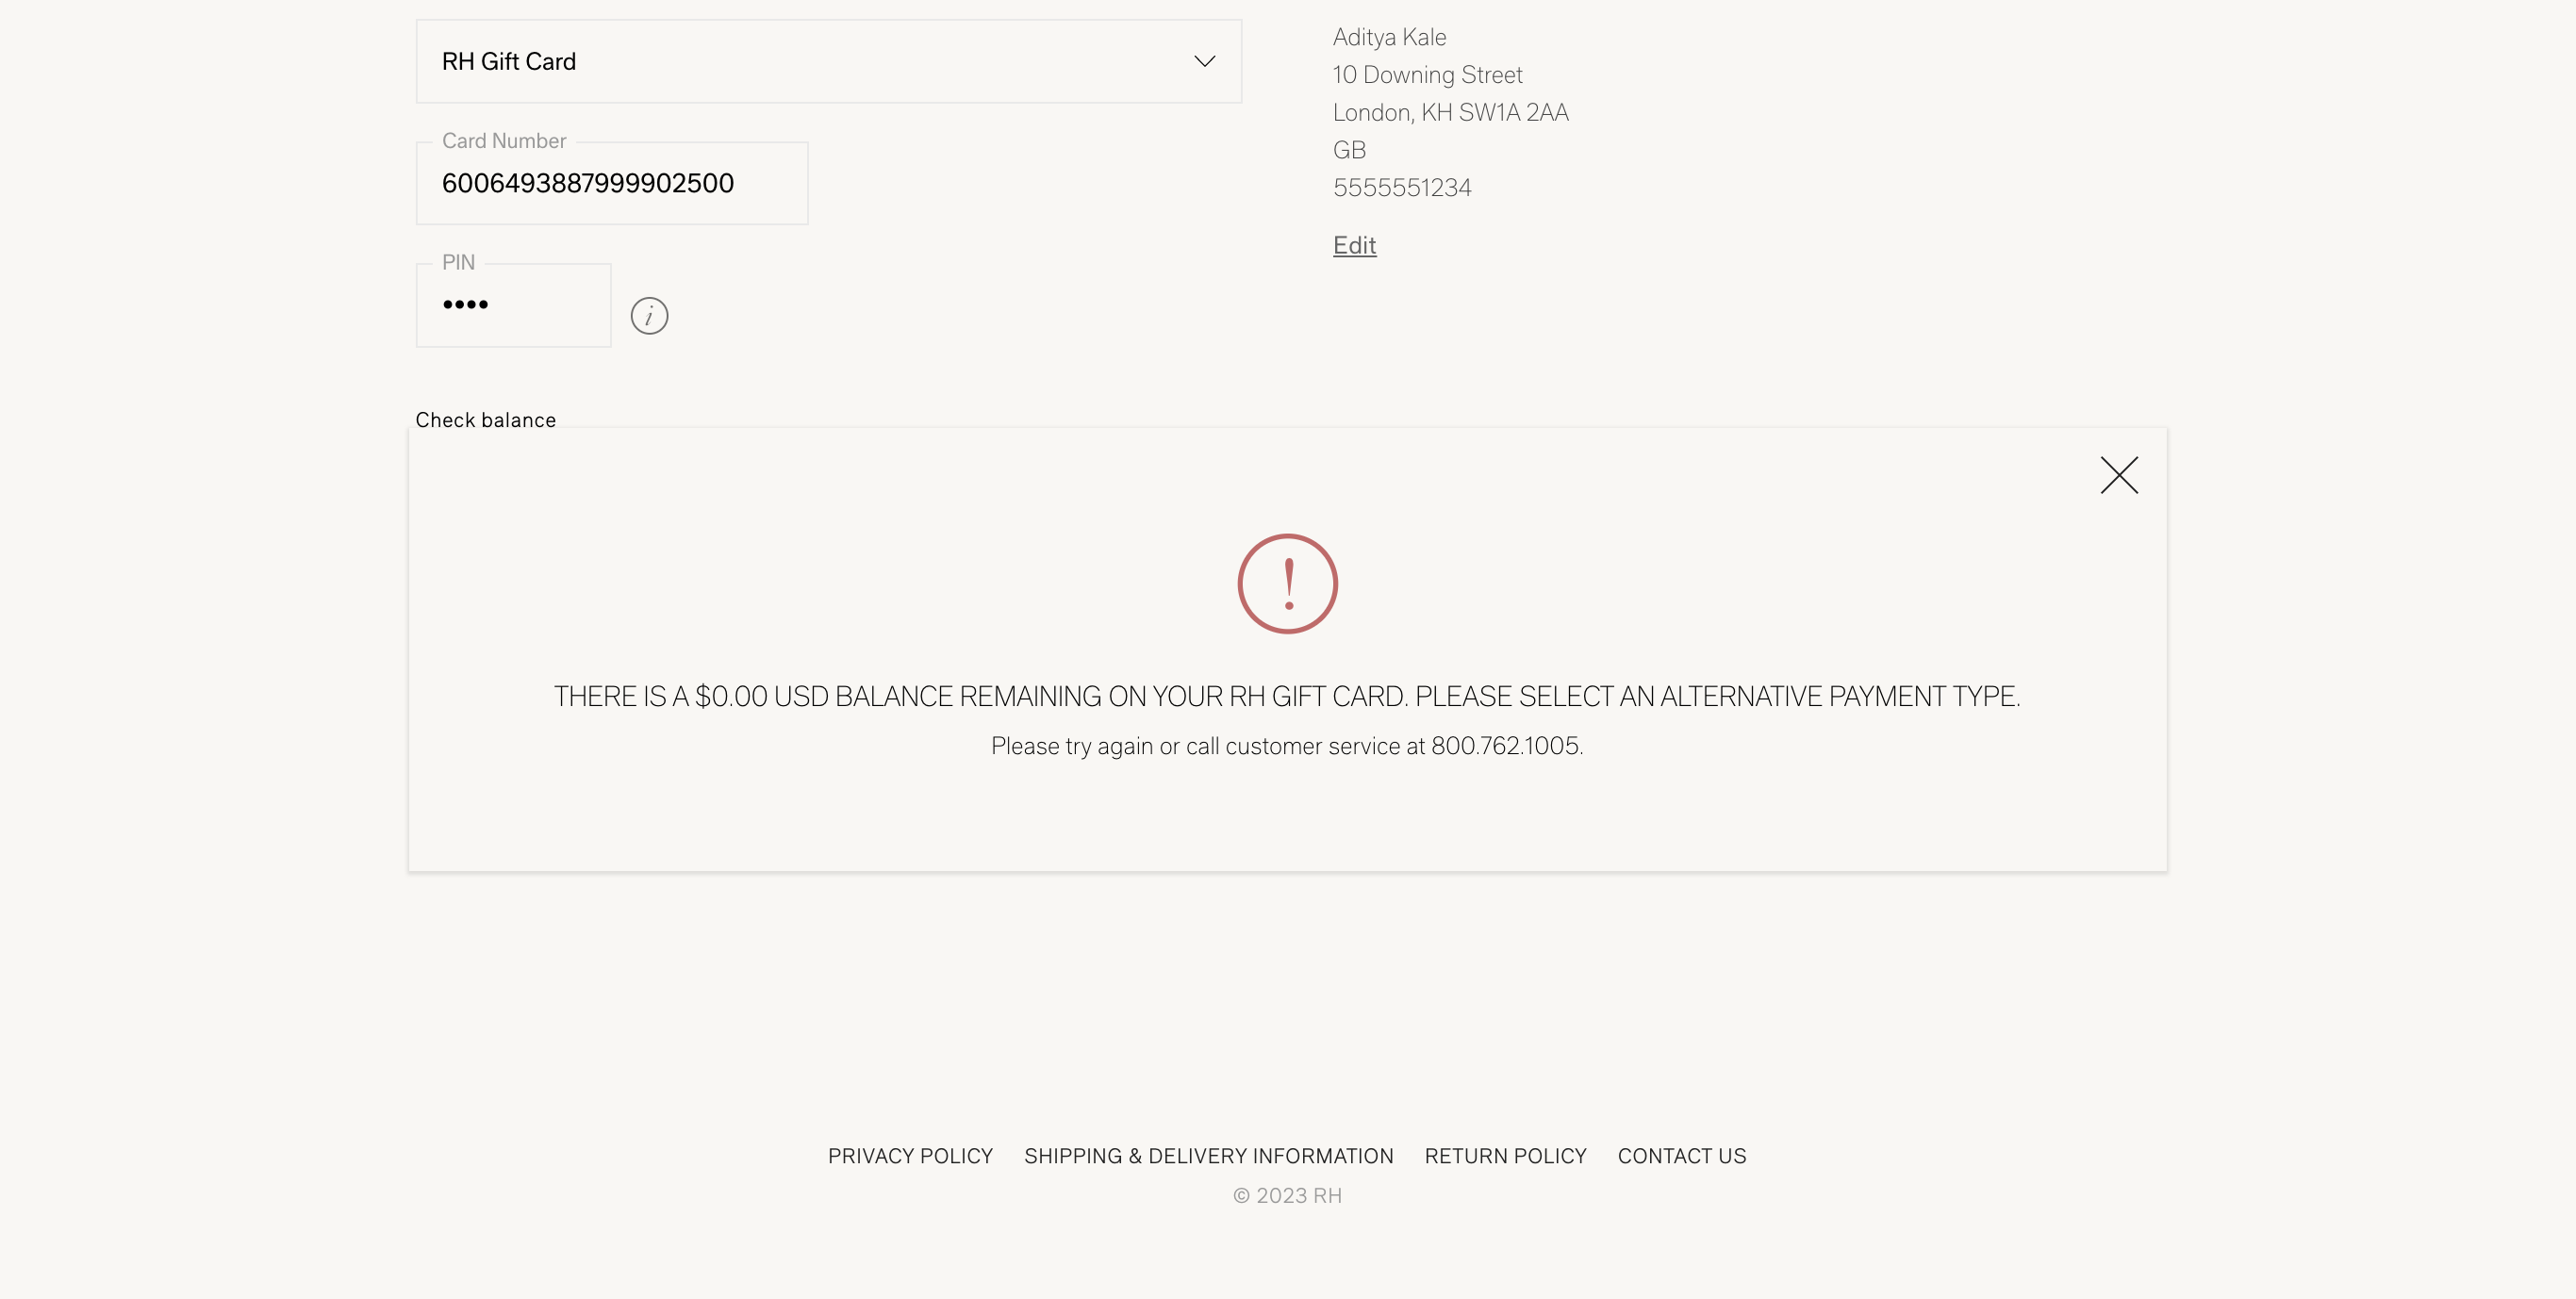 RH Gift Card
Card Number
6006493887999902500
PIN
••••
i
Check balance
Aditya Kale
10 Downing Street
London, KH SW1A 2AA
GB
5555551234
Edit
THERE IS A $0.00 USD BALANCE REMAINING ON YOUR RH GIFT CARD. PLEASE SELECT AN ALTERNATIVE PAYMENT TYPE.
Please try again or call customer service at 800.762.1005.
PRIVACY POLICY SHIPPING & DELIVERY INFORMATION RETURN POLICY CONTACT US
© 2023 RH